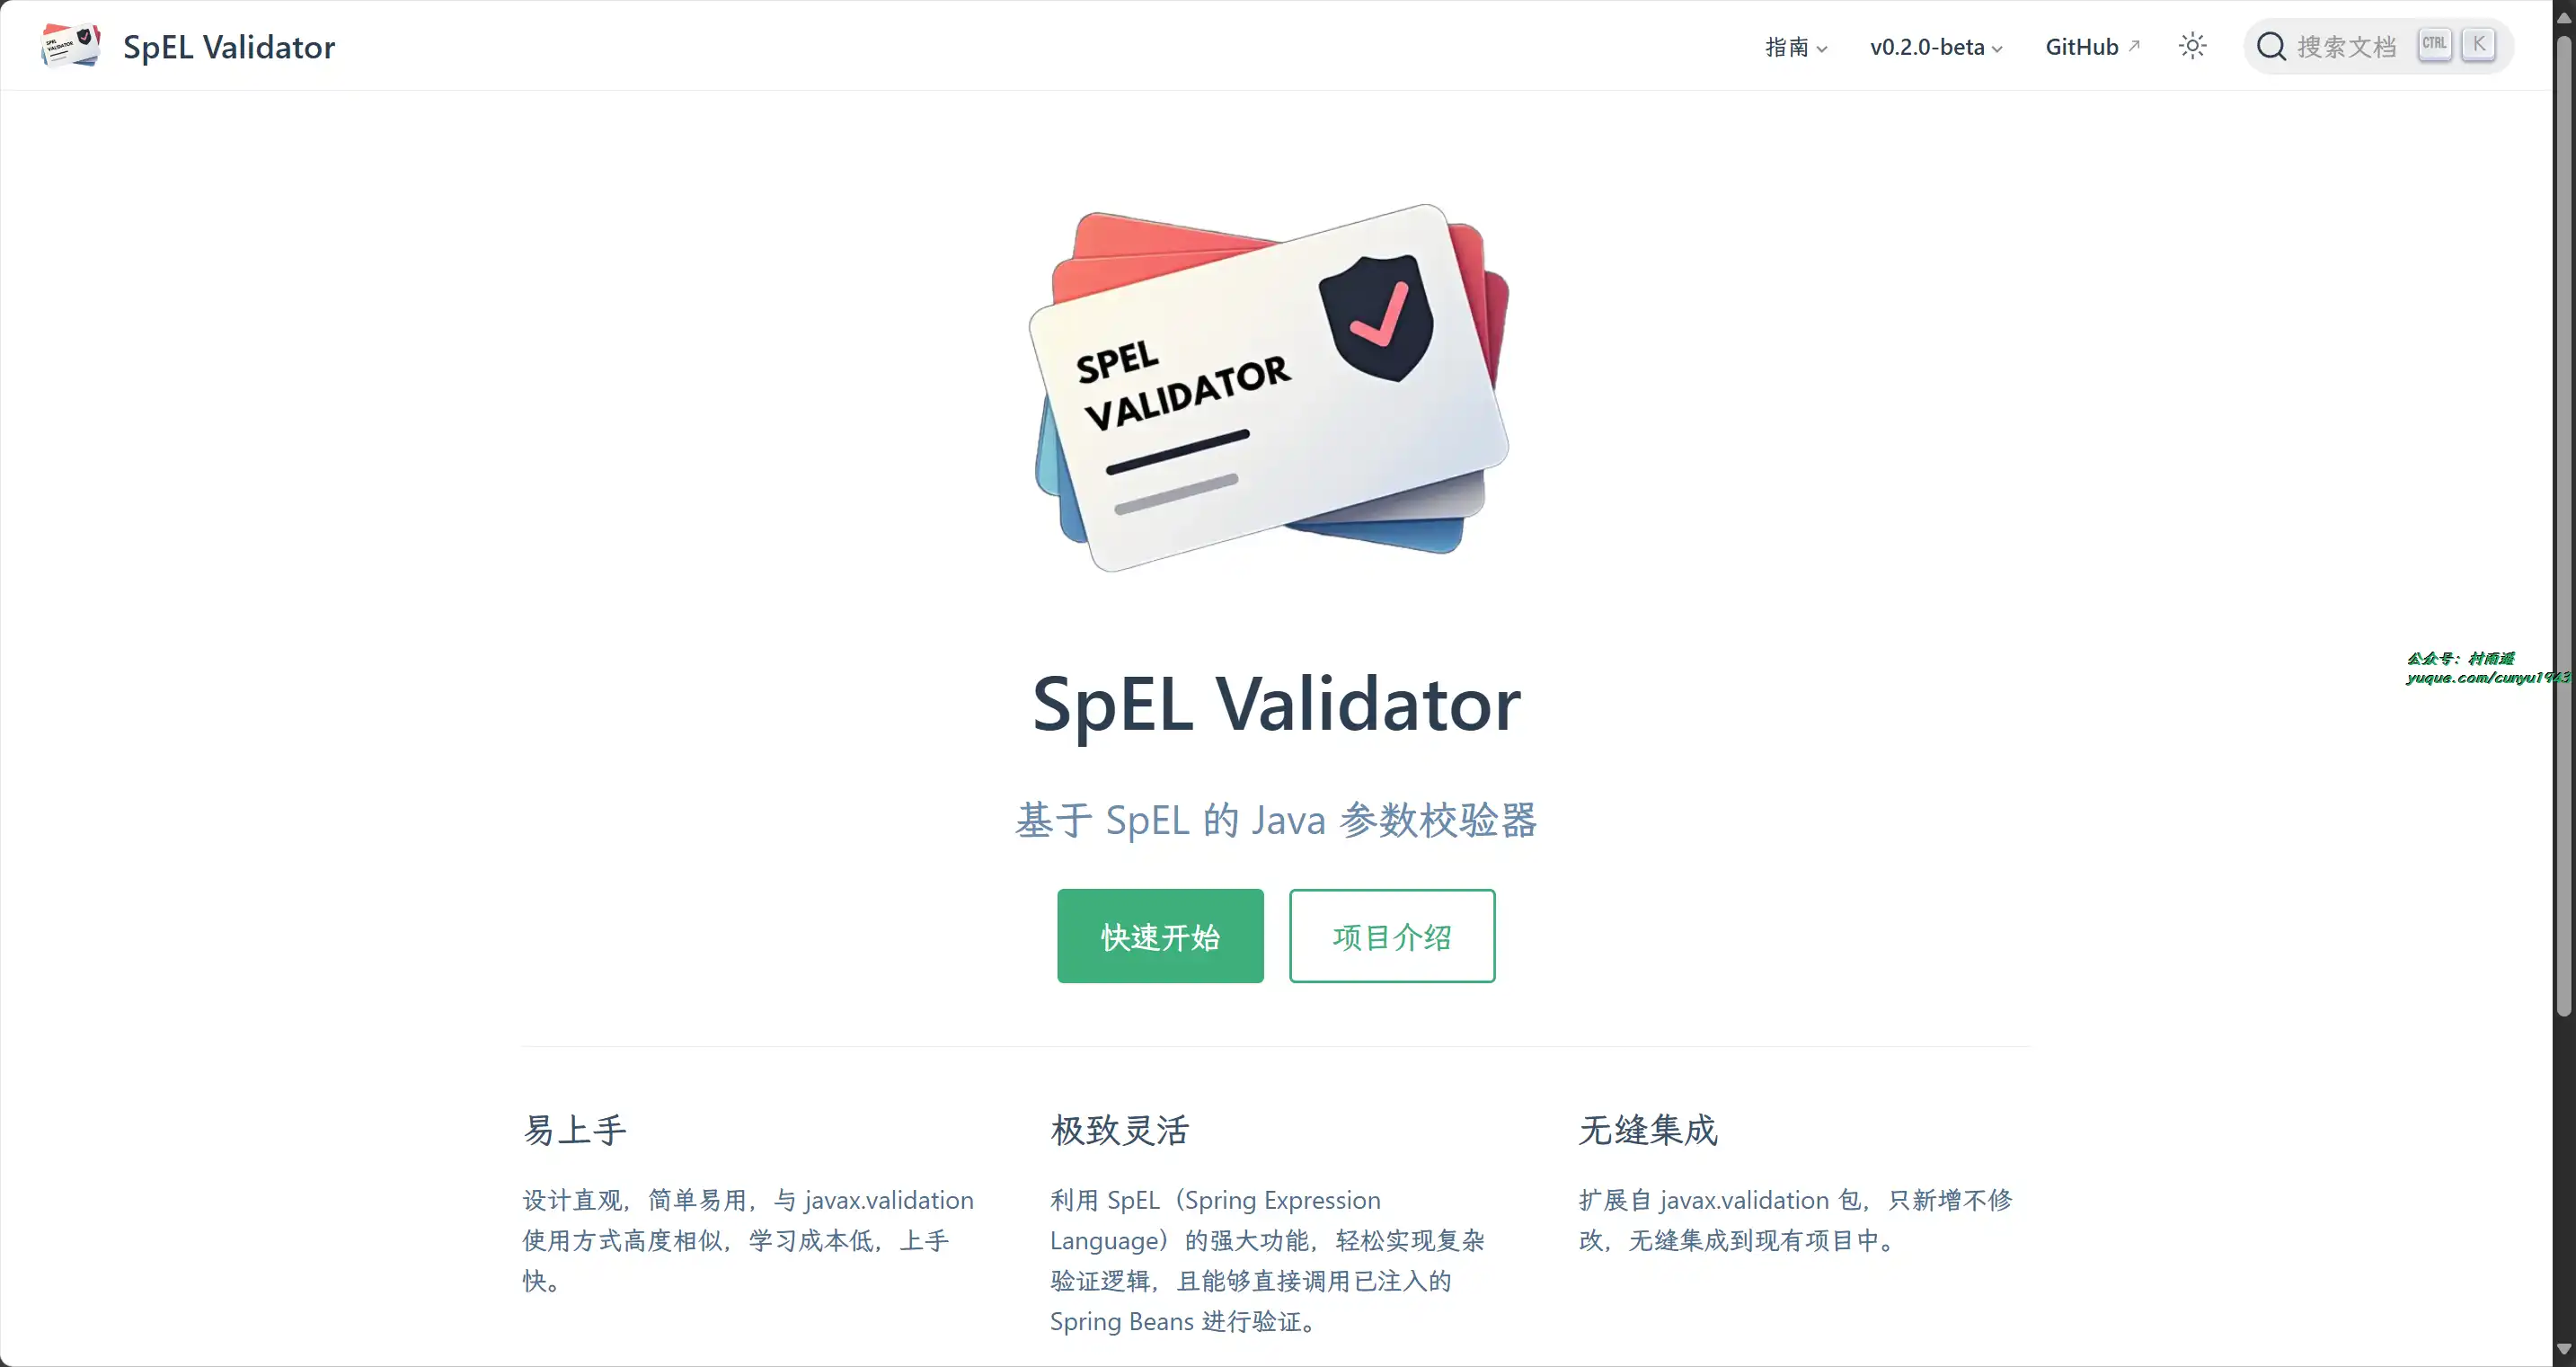 SpEL Validator
指南
v0.2.0-beta
GitHub
搜索文档
CTRL
K
SPEL
VALIDATOR
SpEL Validator
基于 SpEL 的 Java 参数校验器
快速开始
项目介绍
公众号：村雨遥
yuque.com/cunyu1943
易上手
设计直观，简单易用，与 javax.validation
使用方式高度相似，学习成本低，上手
快。
极致灵活
利用 SpEL（Spring Expression
Language）的强大功能，轻松实现复杂
验证逻辑，且能够直接调用已注入的
Spring Beans 进行验证。
无缝集成
扩展自 javax.validation 包，只新增不修
改，无缝集成到现有项目中。